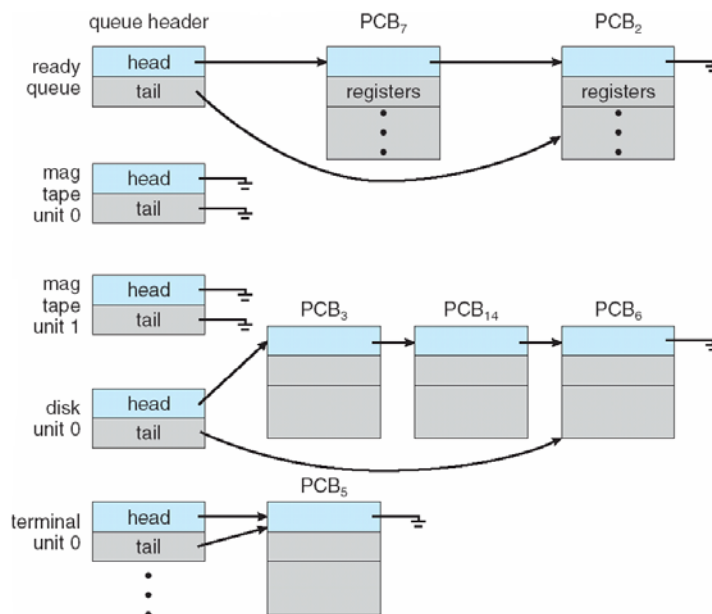 queue header
PCB7
PCB2
ready
queue
head
tail
registers
registers
mag
tape
unit 0
head
tail
mag
tape
unit 1
head
tail
PCB3
PCB14
PCB6
disk
unit 0
head
tail
PCB5
terminal
unit 0
head
tail